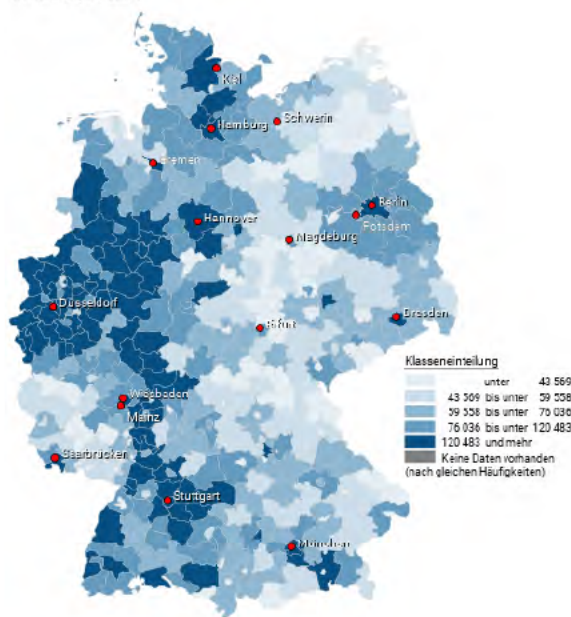 Kiel
Schwerin
Hamburg
Bremen
Berlin
Hannover
Potsdam
Magdeburg
Düsseldorf
Erfurt
Dresden
Klasseneinteilung
unter 43 569
43 569 bis unter 59 558
59 558 bis unter 76 036
76 036 bis unter 120 483
120 483 und mehr
Keine Daten vorhanden
(nach gleichen Häufigkeiten)
Wiesbaden
Mainz
Saarbrücken
Stuttgart
München